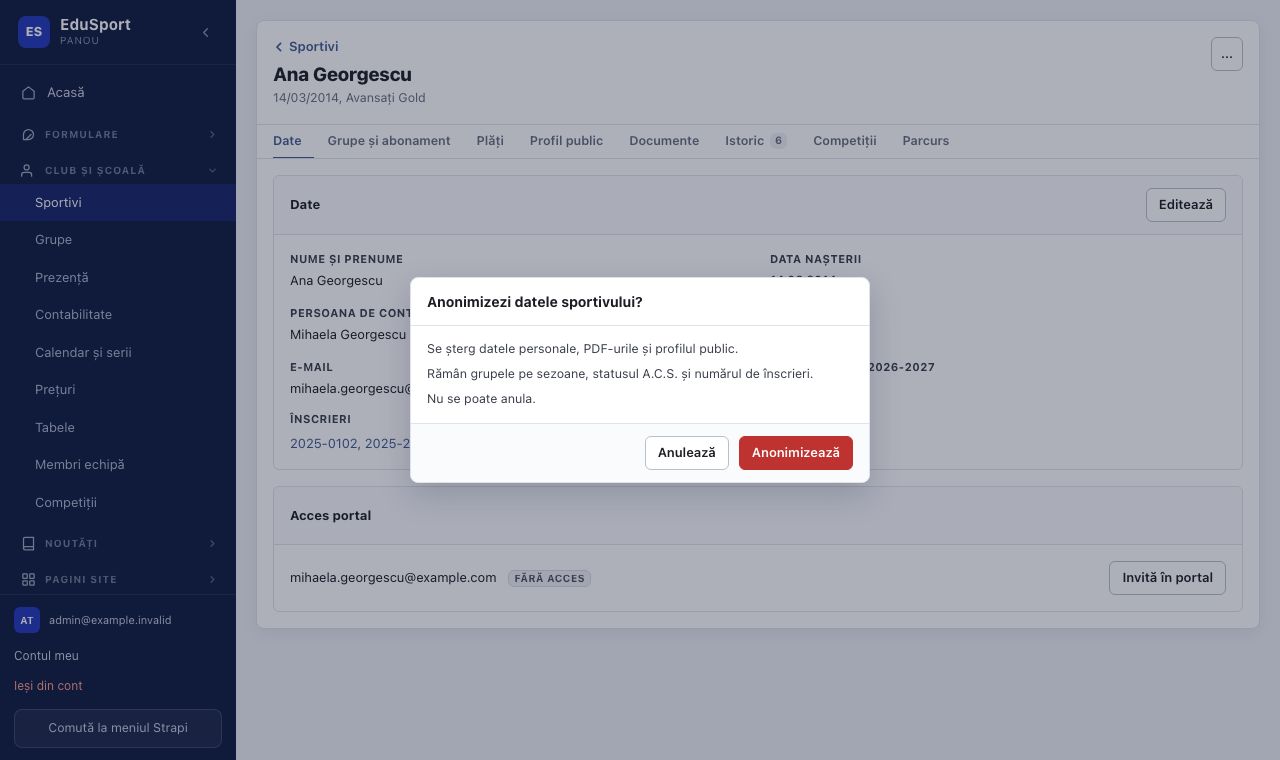 ES
EduSport
PANOU
Acasă
FORMULARE
CLUB ȘI ȘCOALĂ
Sportivi
Grupe
Prezență
Contabilitate
Calendar și serii
Prețuri
Tabele
Membri echipă
Competiții
NOUTĂȚI
PAGINI SITE
AT admin@example.invalid
Contul meu
Ieși din cont
Comută la meniul Strapi
Sportivi
...
Ana Georgescu
14/03/2014, Avansați Gold
Date Grupe și abonament Plăți Profil public Documente Istoric 6 Competiții Parcurs
Date
Editează
NUME ȘI PRENUME
Ana Georgescu
DATA NAȘTERII
PERSOANA DE CONT
Mihaela Georgescu
E-MAIL
mihaela.georgescu@
2026-2027
ÎNSCRIERI
2025-0102, 2025-2
Anonimizezi datele sportivului?
Se șterg datele personale, PDF-urile și profilul public.
Rămân grupele pe sezoane, statusul A.C.S. și numărul de înscrieri.
Nu se poate anula.
Anulează
Anonimizează
Acces portal
mihaela.georgescu@example.com FĂRĂ ACCES
Invită în portal